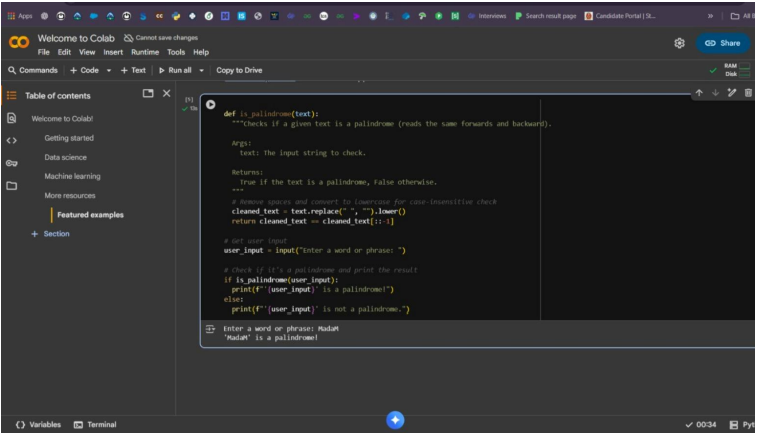 Apps
Interviews
Search result page
Candidate Portal | St...
»
All B
CO
Welcome to Colab
Cannot save changes
File Edit View Insert Runtime Tools Help
Share
Commands + Code + Text Run all Copy to Drive
RAM
Disk
Table of contents
Welcome to Colab!
Getting started
Data science
Machine learning
More resources
Featured examples
+ Section
def is_palindrome(text):
"""Checks if a given text is a palindrome (reads the same forwards and backward).
Args:
text: The input string to check.
Returns:
True if the text is a palindrome, False otherwise.
"""
# Remove spaces and convert to lowercase for case-insensitive check
cleaned_text = text.replace(" ", "").lower()
return cleaned_text == cleaned_text[::-1]
# Get user input
user_input = input("Enter a word or phrase: ")
# Check if it's a palindrome and print the result
if is_palindrome(user_input):
print(f"'{user_input}' is a palindrome!")
else:
print(f"'{user_input}' is not a palindrome.")
Enter a word or phrase: MadaM
'MadaM' is a palindrome!
Variables Terminal
00:34
Pyt